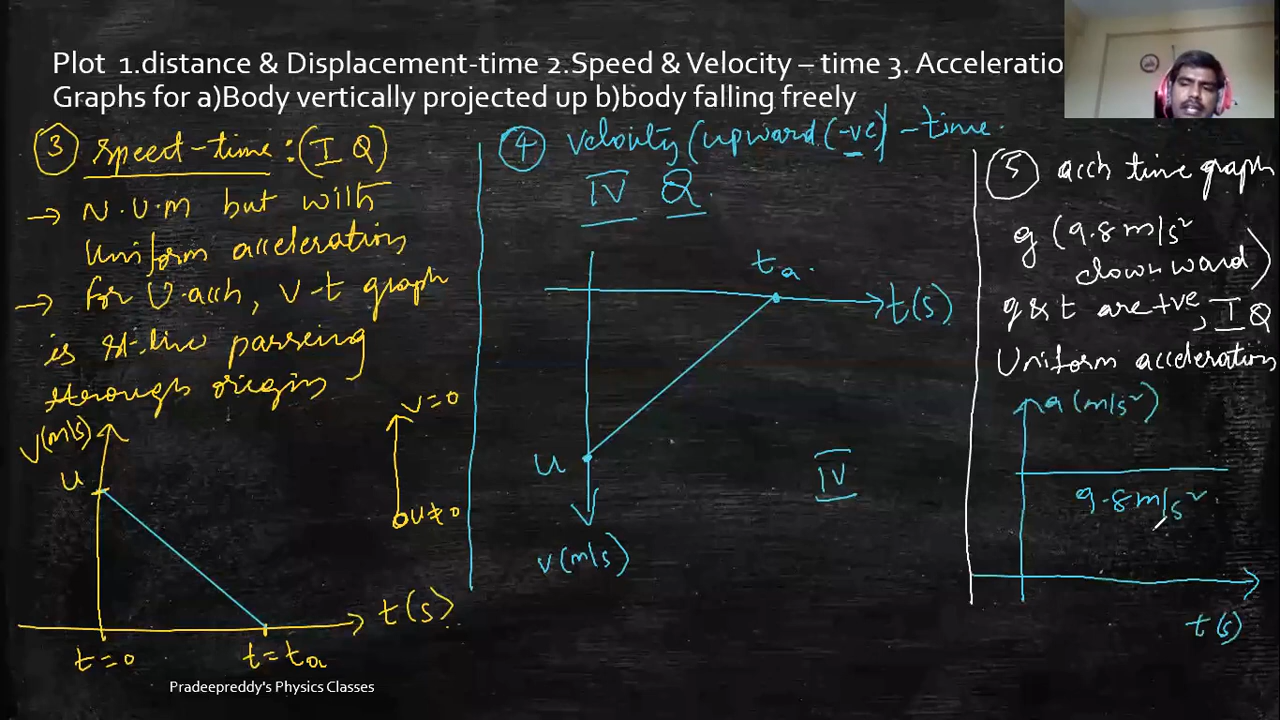 Plot 1.distance & Displacement-time 2.Speed & Velocity – time 3. Acceleratio
Graphs for a)Body vertically projected up b)body falling freely
3 speed-time : (I Q)
→ N.U.M but with
Uniform acceleration
→ for U.accn, V-t graph
is st-line passing
through origin
V(m/s)
u
V=0
u≠0
t(s)
t=0
t=ta
4 velocity (upward (-ve) - time.
IV Q.
ta.
t(s)
u
IV
v(m/s)
5 accn time graph
g (9.8 m/s²
downward)
g & t are +ve, I Q
Uniform acceleration
a (m/s²)
9.8 m/s².
t(s)
Pradeepreddy's Physics Classes